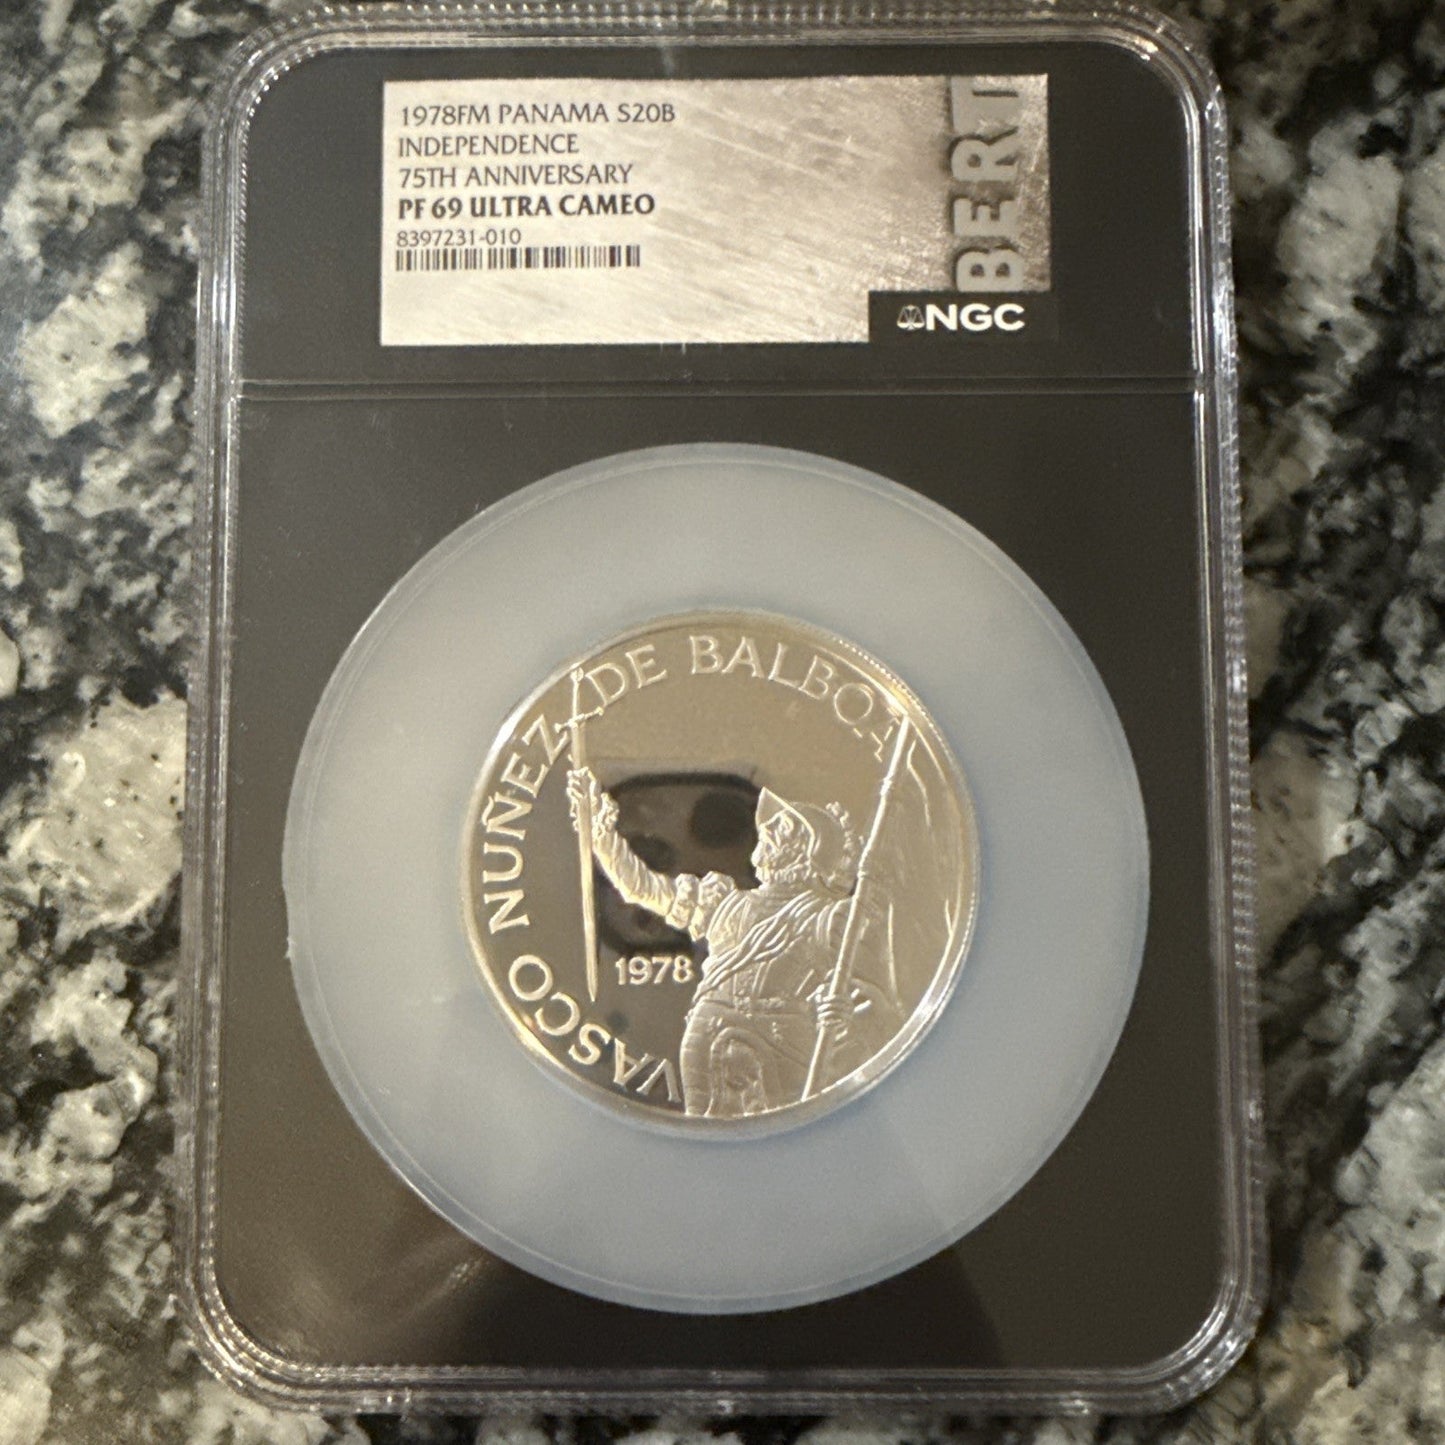 1978FM PANAMA S20B
INDEPENDENCE
75TH ANNIVERSARY
PF 69 ULTRA CAMEO
8397231-010
BERT
NGC
VASCO NUÑEZ DE BALBOA
1978